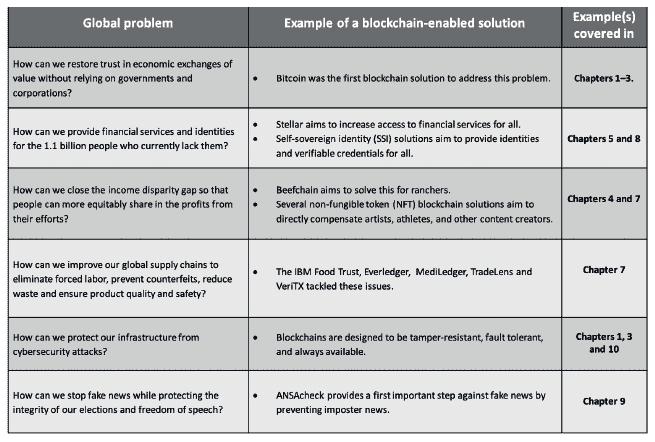 Global problem
Example of a blockchain-enabled solution
Example(s)
covered in
How can we restore trust in economic exchanges of
value without relying on governments and
corporations?
• Bitcoin was the first blockchain solution to address this problem.
Chapters 1–3.
How can we provide financial services and identities
for the 1.1 billion people who currently lack them?
• Stellar aims to increase access to financial services for all.
• Self-sovereign identity (SSI) solutions aim to provide identities
and verifiable credentials for all.
Chapters 5 and 8
How can we close the income disparity gap so that
people can more equitably share in the profits from
their efforts?
• Beefchain aims to solve this for ranchers.
• Several non-fungible token (NFT) blockchain solutions aim to
directly compensate artists, athletes, and other content creators.
Chapters 4 and 7
How can we improve our global supply chains to
eliminate forced labor, prevent counterfeits, reduce
waste and ensure product quality and safety?
• The IBM Food Trust, Everledger, MediLedger, TradeLens and
VeriTX tackled these issues.
Chapter 7
How can we protect our infrastructure from
cybersecurity attacks?
• Blockchains are designed to be tamper-resistant, fault tolerant,
and always available.
Chapters 1, 3
and 10
How can we stop fake news while protecting the
integrity of our elections and freedom of speech?
• ANSAcheck provides a first important step against fake news by
preventing imposter news.
Chapter 9